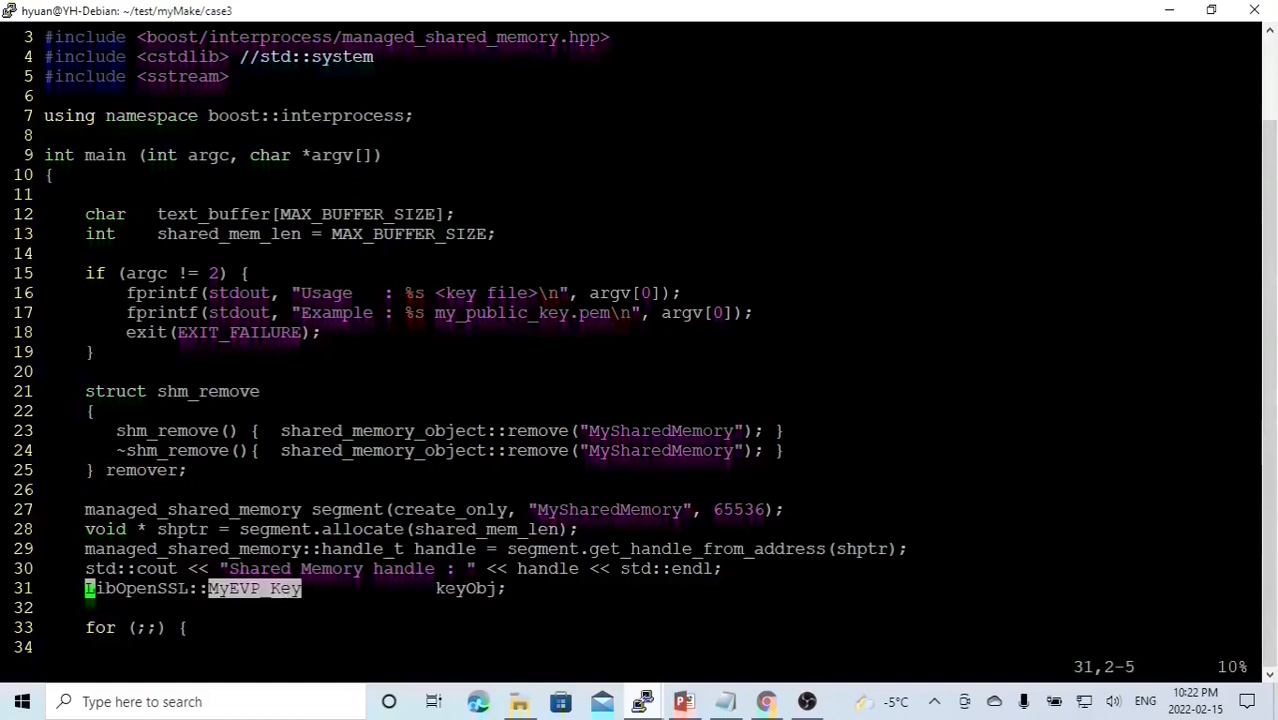 hyuan@YH-Debian: ~/test/myMake/case3
3 #include <boost/interprocess/managed_shared_memory.hpp>
4 #include <cstdlib> //std::system
5 #include <sstream>
6
7 using namespace boost::interprocess;
8
9 int main (int argc, char *argv[])
10 {
11
12     char   text_buffer[MAX_BUFFER_SIZE];
13     int    shared_mem_len = MAX_BUFFER_SIZE;
14
15     if (argc != 2) {
16         fprintf(stdout, "Usage   : %s <key file>\n", argv[0]);
17         fprintf(stdout, "Example : %s my_public_key.pem\n", argv[0]);
18         exit(EXIT_FAILURE);
19     }
20
21     struct shm_remove
22     {
23        shm_remove() {  shared_memory_object::remove("MySharedMemory"); }
24        ~shm_remove(){  shared_memory_object::remove("MySharedMemory"); }
25     } remover;
26
27     managed_shared_memory segment(create_only, "MySharedMemory", 65536);
28     void * shptr = segment.allocate(shared_mem_len);
29     managed_shared_memory::handle_t handle = segment.get_handle_from_address(shptr);
30     std::cout << "Shared Memory handle : " << handle << std::endl;
31     LibOpenSSL::MyEVP_Key             keyObj;
32
33     for (;;) {
34
31,2-5 10%
Type here to search
-5°C
ENG
10:22 PM
2022-02-15